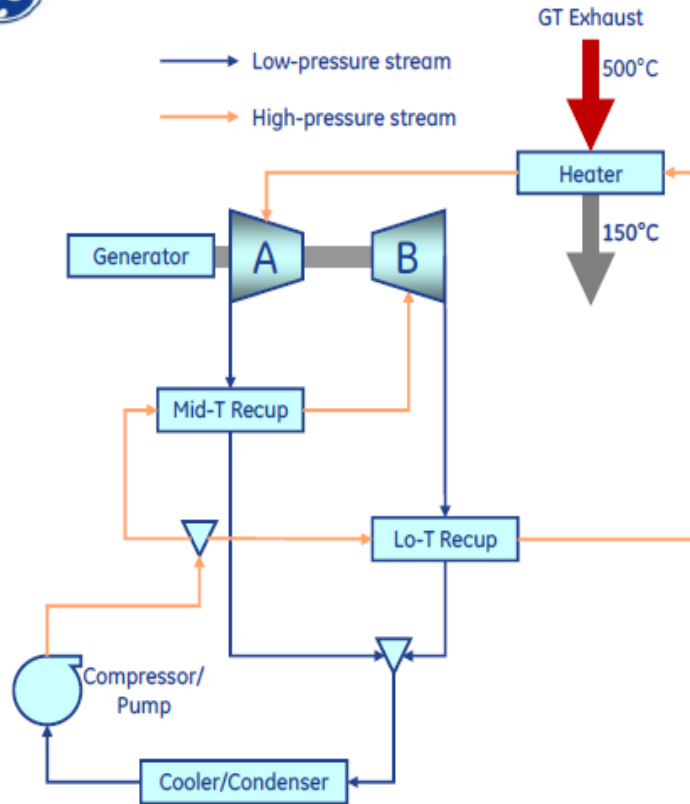 GT Exhaust
Low-pressure stream
500°C
High-pressure stream
Heater
150°C
Generator
A
B
Mid-T Recup
Lo-T Recup
Compressor/
Pump
Cooler/Condenser